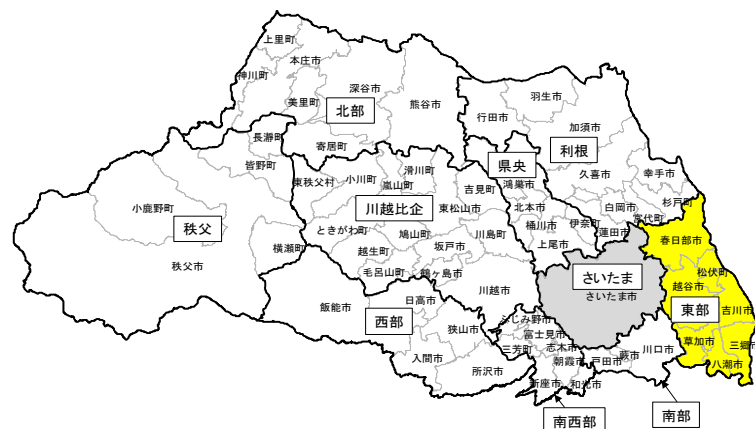 上里町
本庄市
神川町
美里町
深谷市
熊谷市
北部
寄居町
長瀞町
皆野町
小鹿野町
秩父
秩父市
横瀬町
東秩父村
小川町
滑川町
嵐山町
吉見町
川越比企
東松山市
ときがわ町
鳩山町
川島町
越生町
坂戸市
毛呂山町
鶴ヶ島市
川越市
行田市
羽生市
加須市
利根
県央
鴻巣市
久喜市
幸手市
北本市
白岡市
杉戸町
宮代町
桶川市
伊奈町
蓮田市
上尾市
春日部市
さいたま
さいたま市
松伏町
越谷市
東部
吉川市
草加市
三郷市
八潮市
飯能市
日高市
西部
狭山市
入間市
所沢市
ふじみ野市
富士見市
三芳町
志木市
朝霞市
新座市
和光市
戸田市
蕨市
川口市
南西部
南部